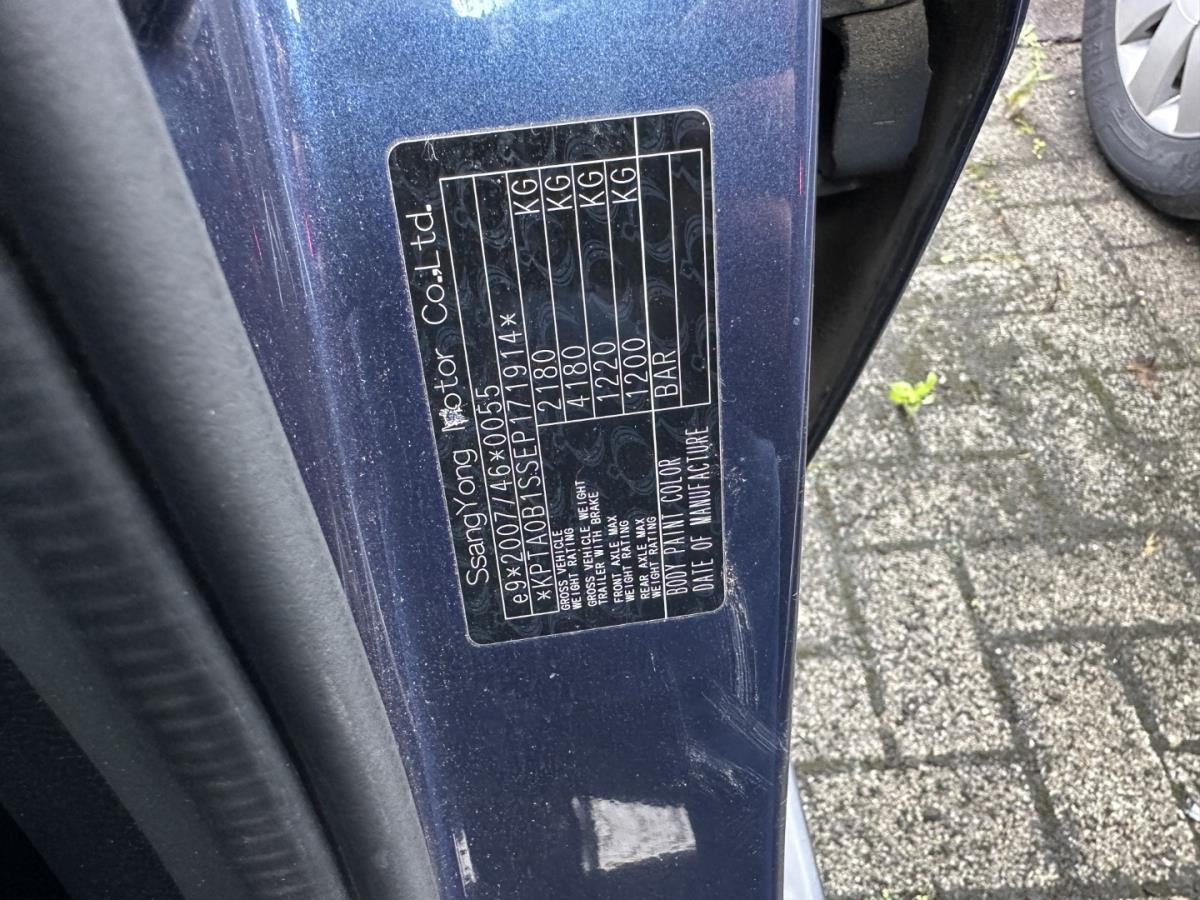 SsangYong Motor Co.,Ltd.
e9*2007/46*0055
*KPTA0B1SSEP171914*
GROSS VEHICLE
WEIGHT RATING
2180 KG
GROSS VEHICLE WEIGHT
TRAILER WITH BRAKE
4180 KG
FRONT AXLE MAX
WEIGHT RATING
1220 KG
REAR AXLE MAX
WEIGHT RATING
1200 KG
BODY PAINT COLOR
BAR
DATE OF MANUFACTURE